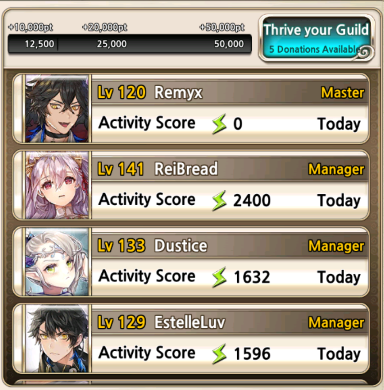 +10,000pt +20,000pt +50,000pt
12,500 25,000 50,000
Thrive your Guild
5 Donations Available
Lv 120 Remyx Master
Activity Score 0 Today
Lv 141 ReiBread Manager
Activity Score 2400 Today
Lv 133 Dustice Manager
Activity Score 1632 Today
Lv 129 EstelleLuv Manager
Activity Score 1596 Today